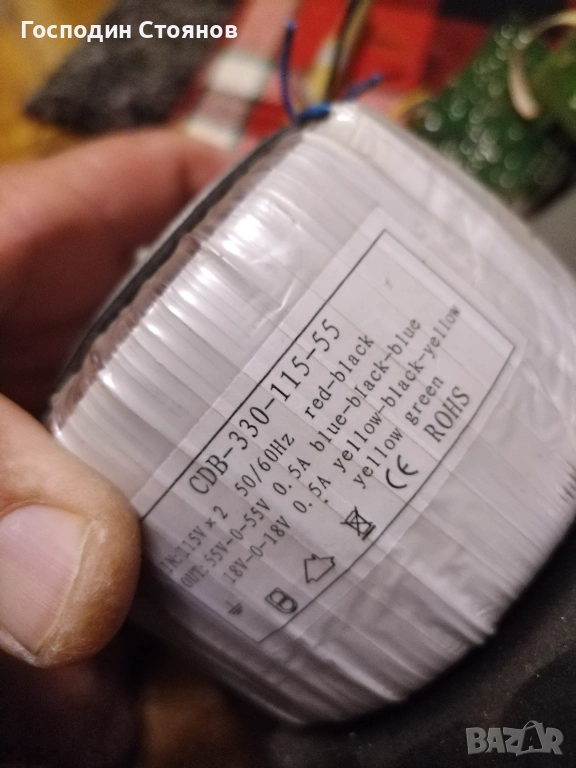 Господин Стоянов
CDB-330-115-55
IN:115V×2 50/60Hz red-black
OUT:55V-0-55V 0.5A blue-black-blue
18V-0-18V 0.5A yellow-black-yellow
yellow green
CE ROHS
BAZAR